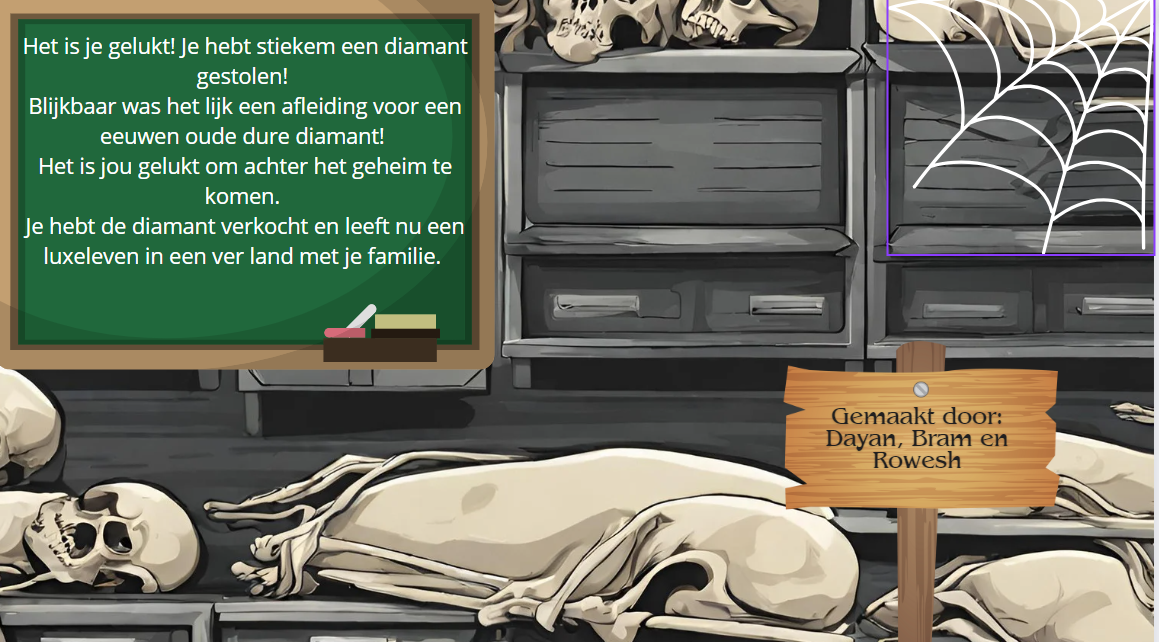 Het is je gelukt! Je hebt stiekem een diamant
gestolen!
Blijkbaar was het lijk een afleiding voor een
eeuwen oude dure diamant!
Het is jou gelukt om achter het geheim te
komen.
Je hebt de diamant verkocht en leeft nu een
luxeleven in een ver land met je familie.
Gemaakt door:
Dayan, Bram en
Rowesh